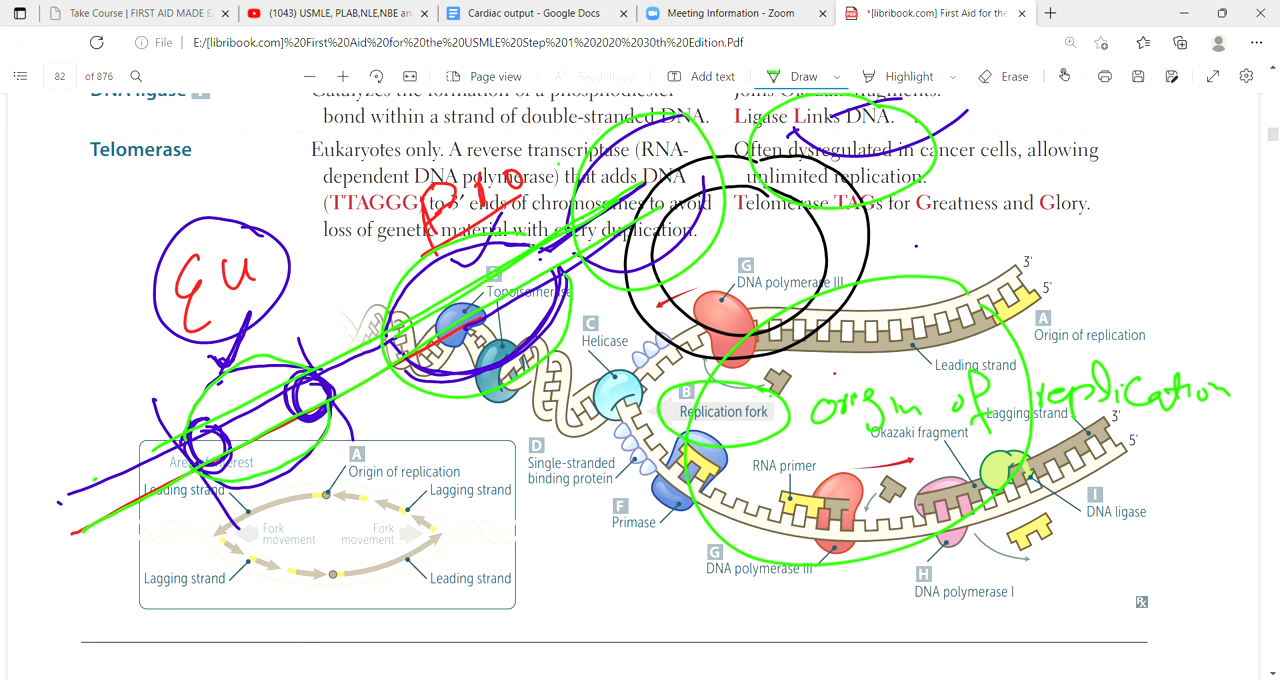 Take Course | FIRST AID MADE E
(1043) USMLE, PLAB,NLE,NBE an
Cardiac output - Google Docs
Meeting Information - Zoom
*[libribook.com] First Aid for the
File
E:/[libribook.com]%20First%20Aid%20for%20the%20USMLE%20Step%201%202020%2030th%20Edition.Pdf
82
of 876
Page view
Read aloud
Add text
Draw
Highlight
Erase
DNA ligase
Catalyzes the formation of a phosphodiester
bond within a strand of double-stranded DNA.
Joins Okazaki fragments.
Ligase Links DNA.
Telomerase
Eukaryotes only. A reverse transcriptase (RNA-
dependent DNA polymerase) that adds DNA
(TTAGGG) to 3′ ends of chromosomes to avoid
loss of genetic material with every duplication.
Often dysregulated in cancer cells, allowing
unlimited replication.
Telomerase TAGs for Greatness and Glory.
Eu
E
Topoisomerase
C
Helicase
G
DNA polymerase III
3′
5′
A
Origin of replication
Leading strand
B
Replication fork
origin of replication
Lagging strand
Okazaki fragment
3′
5′
D
Single-stranded
binding protein
RNA primer
F
Primase
I
DNA ligase
G
DNA polymerase III
H
DNA polymerase I
Area of interest
A
Origin of replication
Leading strand
Lagging strand
Fork
movement
Fork
movement
Lagging strand
Leading strand
Rx